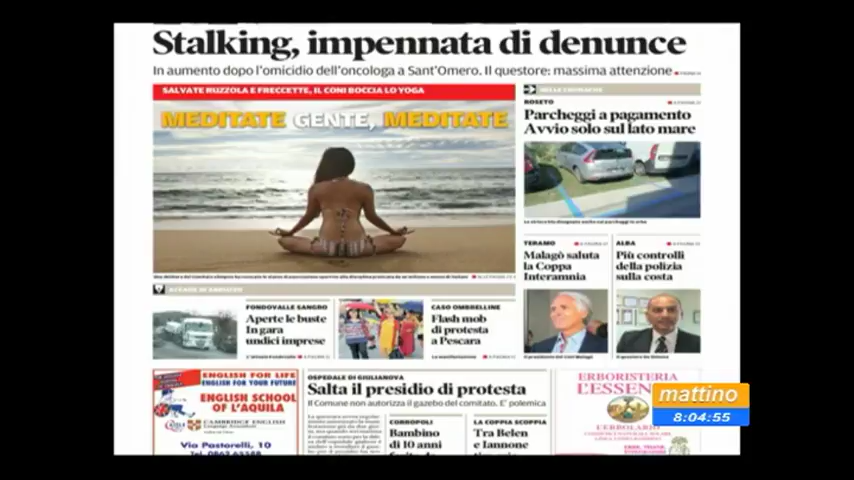 Stalking, impennata di denunce
In aumento dopo l'omicidio dell'oncologa a Sant'Omero. Il questore: massima attenzione
SALVATE RUZZOLA E FRECCETTE, IL CONI BOCCIA LO YOGA
MEDITATE GENTE, MEDITATE
ROSETO
Parcheggi a pagamento
Avvio solo sul lato mare
TERAMO
Malagò saluta
la Coppa
Interamnia
ALBA
Più controlli
della polizia
sulla costa
FONDOVALLE SANGRO
Aperte le buste
In gara
undici imprese
CASO OMBRELLINE
Flash mob
di protesta
a Pescara
ENGLISH FOR LIFE
ENGLISH FOR YOUR FUTURE
ENGLISH SCHOOL
OF L'AQUILA
CAMBRIDGE ENGLISH
Via Pastorelli, 10
OSPEDALE DI GIULIANOVA
Salta il presidio di protesta
Il Comune non autorizza il gazebo del comitato. E' polemica
CORROPOLI
Bambino
di 10 anni
LA COPPIA SCOPPIA
Tra Belen
e Iannone
ERBORISTERIA
L'ESSEN
mattino
8:04:55